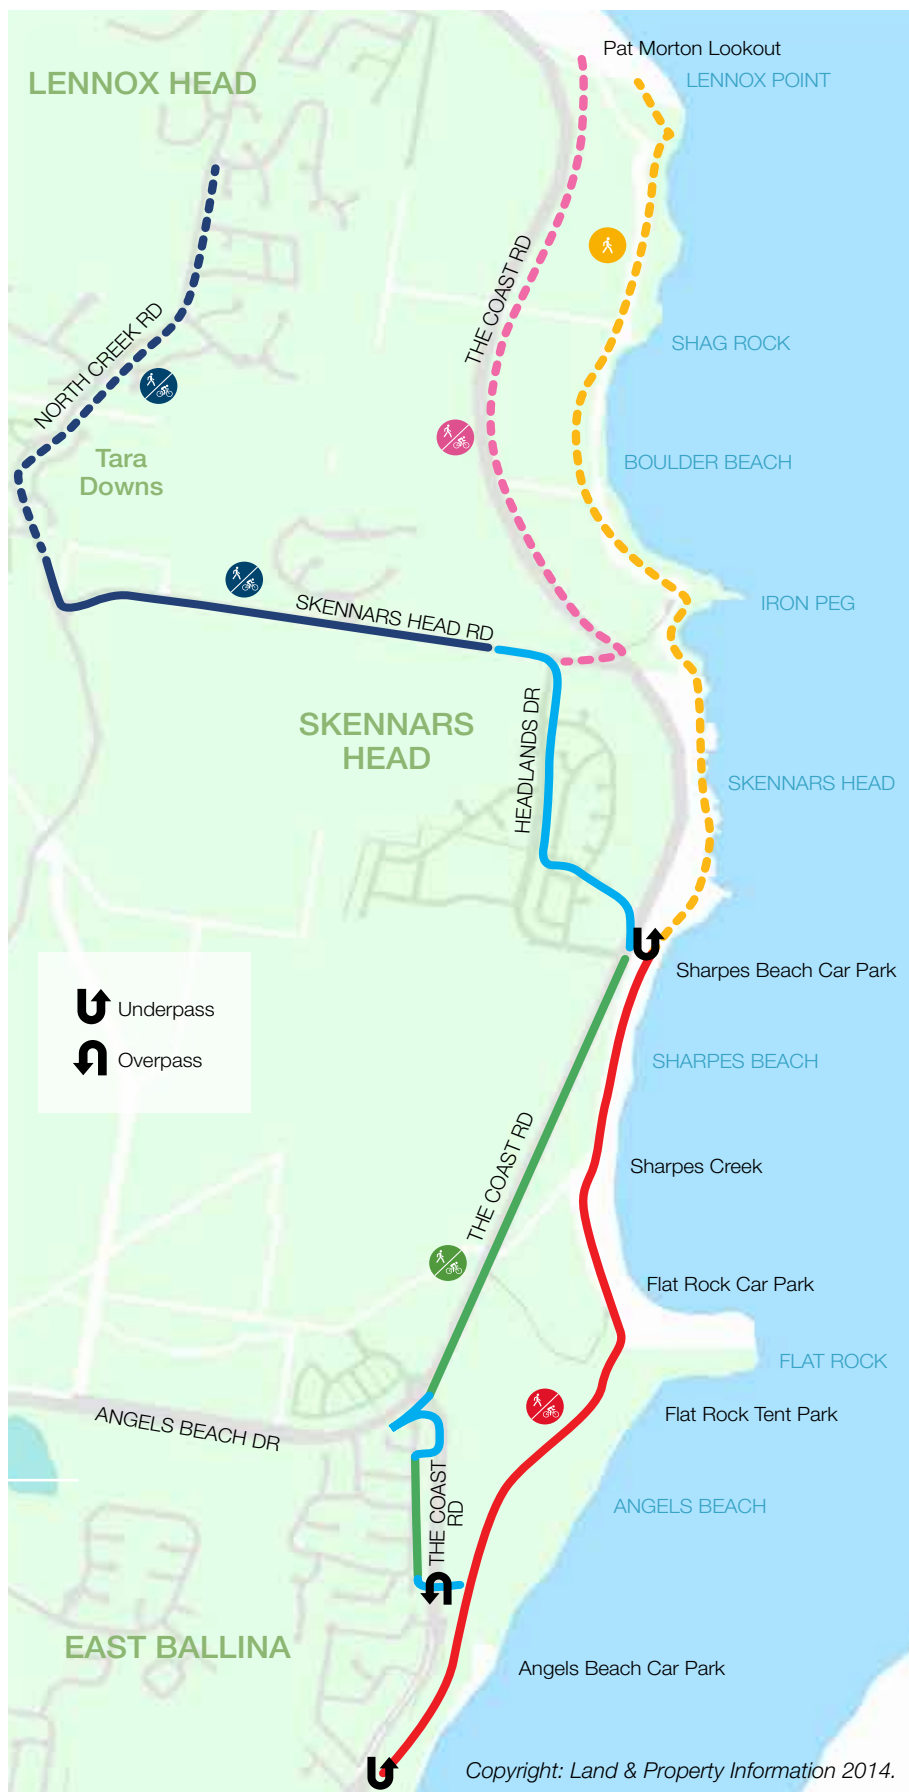 Pat Morton Lookout
LENNOX HEAD
LENNOX POINT
THE COAST RD
NORTH CREEK RD
SHAG ROCK
Tara
Downs
BOULDER BEACH
SKENNARS HEAD RD
IRON PEG
SKENNARS
HEAD
HEADLANDS DR
SKENNARS HEAD
Sharpes Beach Car Park
Underpass
Overpass
SHARPES BEACH
THE COAST RD
Sharpes Creek
Flat Rock Car Park
FLAT ROCK
ANGELS BEACH DR
Flat Rock Tent Park
THE COAST
RD
ANGELS BEACH
EAST BALLINA
Angels Beach Car Park
Copyright: Land & Property Information 2014.